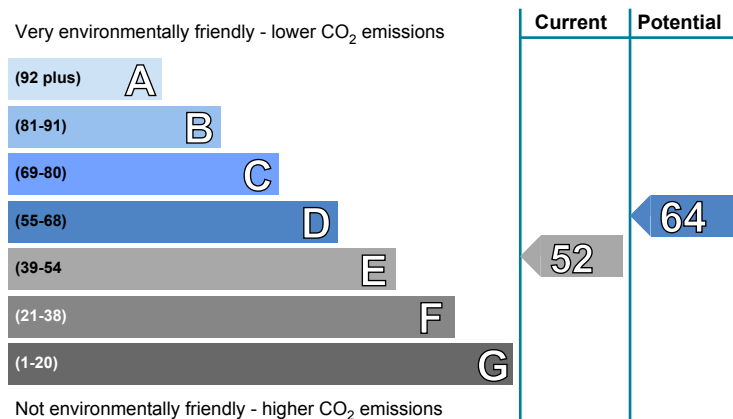 Very environmentally friendly - lower CO₂ emissions
Current
Potential
(92 plus) A
(81-91) B
(69-80) C
(55-68) D
64
(39-54 E
52
(21-38) F
(1-20) G
Not environmentally friendly - higher CO₂ emissions